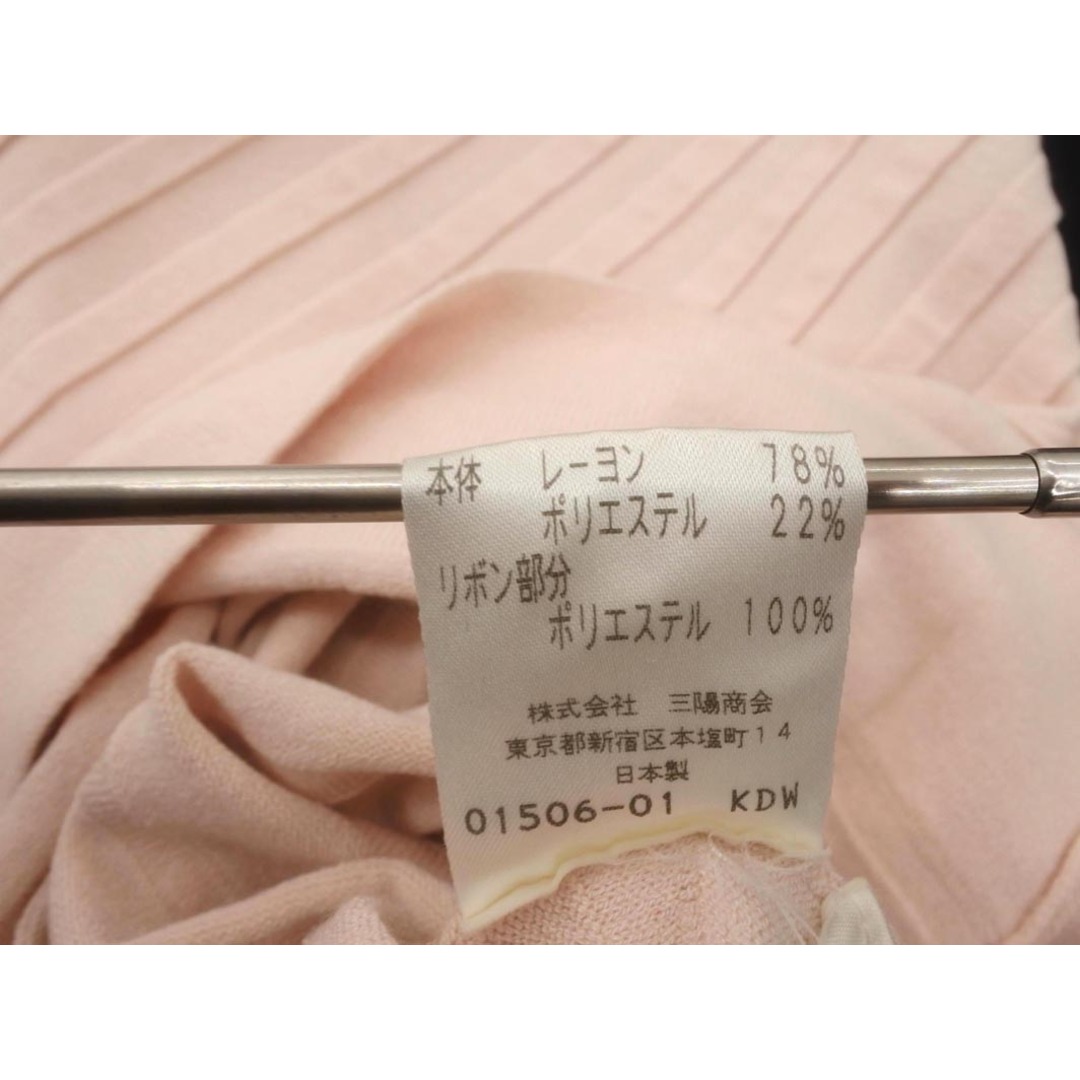 本体 レーヨン 78%
ポリエステル 22%
リボン部分
ポリエステル 100%
株式会社 三陽商会
東京都新宿区本塩町14
日本製
01506-01 KDW